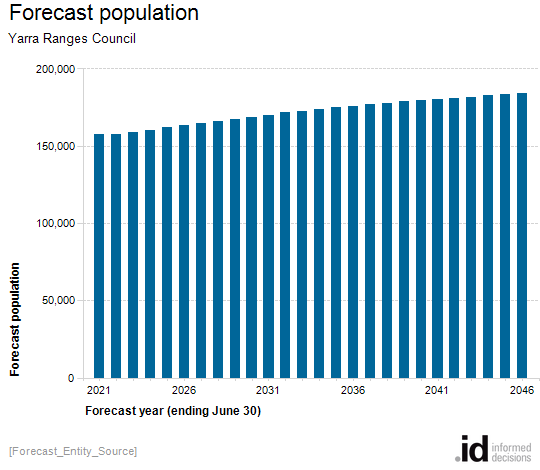 Forecast population
Yarra Ranges Council
200,000
150,000
100,000
50,000
0
Forecast population
2021 2026 2031 2036 2041 2046
Forecast year (ending June 30)
[Forecast_Entity_Source]
.id informed
decisions